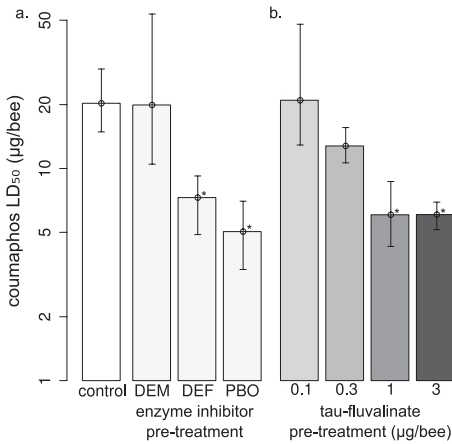 a.
b.
coumaphos LD₅₀ (µg/bee)
50
20
10
5
2
1
*
*
*
*
control DEM DEF PBO
enzyme inhibitor
pre-treatment
0.1 0.3 1 3
tau-fluvalinate
pre-treatment (µg/bee)